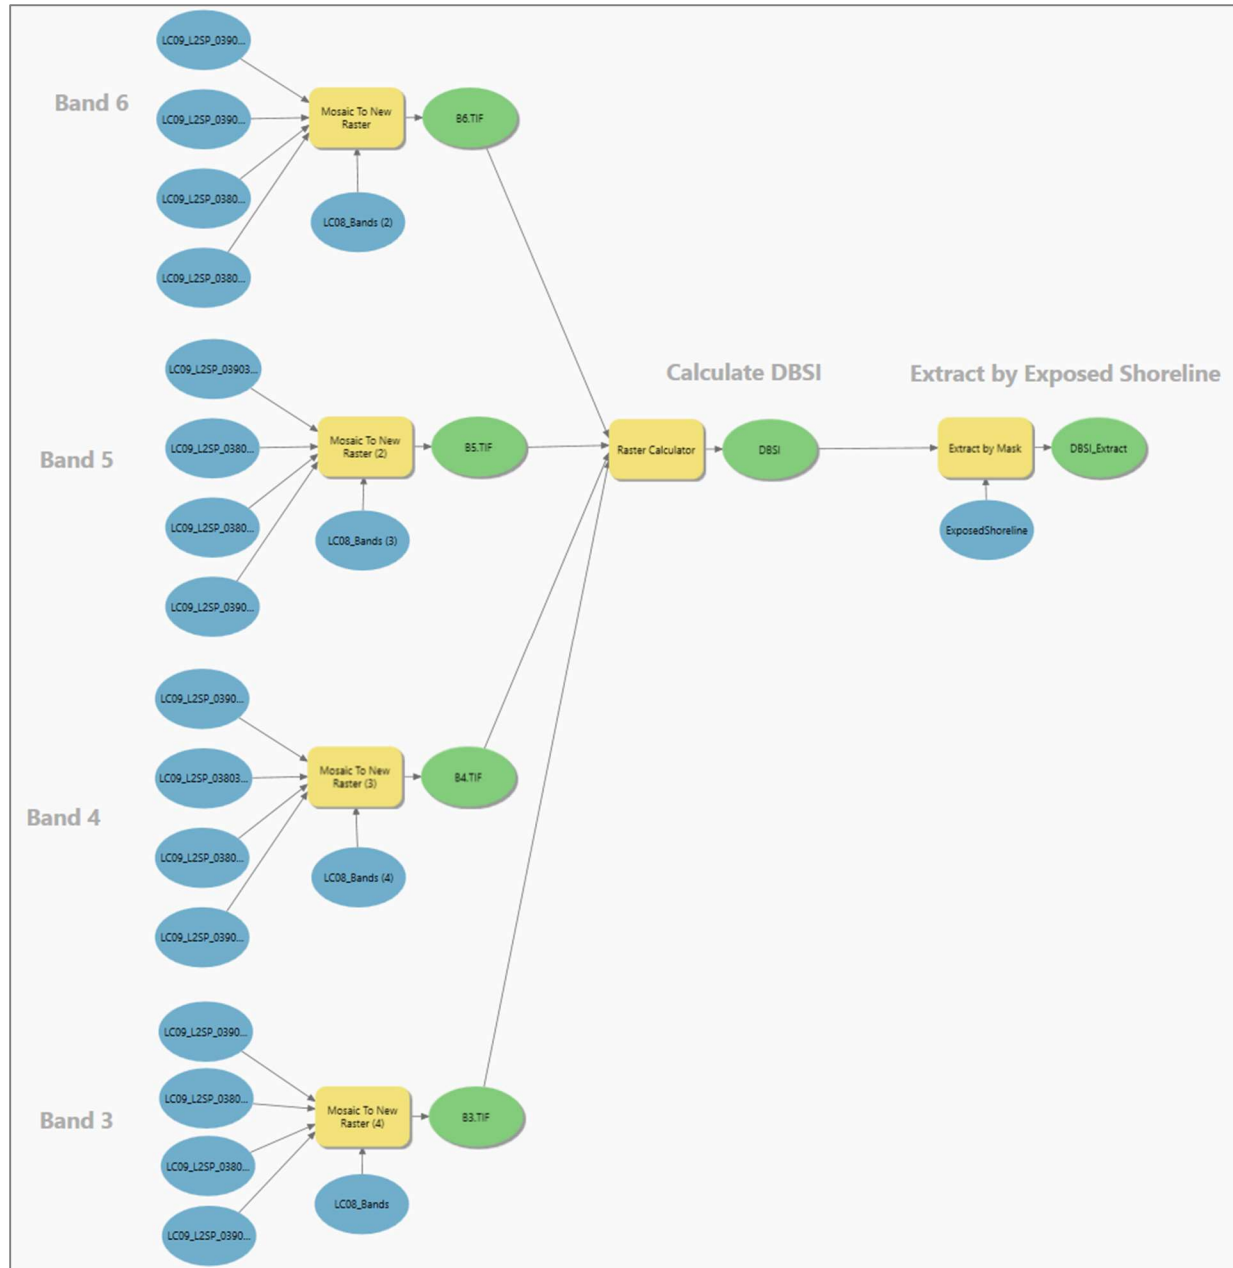 LC09_L2SP_0390...
Band 6
LC09_L2SP_0390...
Mosaic To New
Raster
B6.TIF
LC09_L2SP_0380...
LC08_Bands (2)
LC09_L2SP_0380...
LC09_L2SP_03903...
Calculate DBSI
Extract by Exposed Shoreline
Band 5
LC09_L2SP_0380...
Mosaic To New
Raster (2)
B5.TIF
Raster Calculator
DBSI
Extract by Mask
DBSI_Extract
LC09_L2SP_0380...
LC08_Bands (3)
ExposedShoreline
LC09_L2SP_0390...
LC09_L2SP_0390...
Band 4
LC09_L2SP_03803...
Mosaic To New
Raster (3)
B4.TIF
LC09_L2SP_0380...
LC08_Bands (4)
LC09_L2SP_0390...
LC09_L2SP_0390...
Band 3
LC09_L2SP_0380...
Mosaic To New
Raster (4)
B3.TIF
LC09_L2SP_0380...
LC08_Bands
LC09_L2SP_0390...